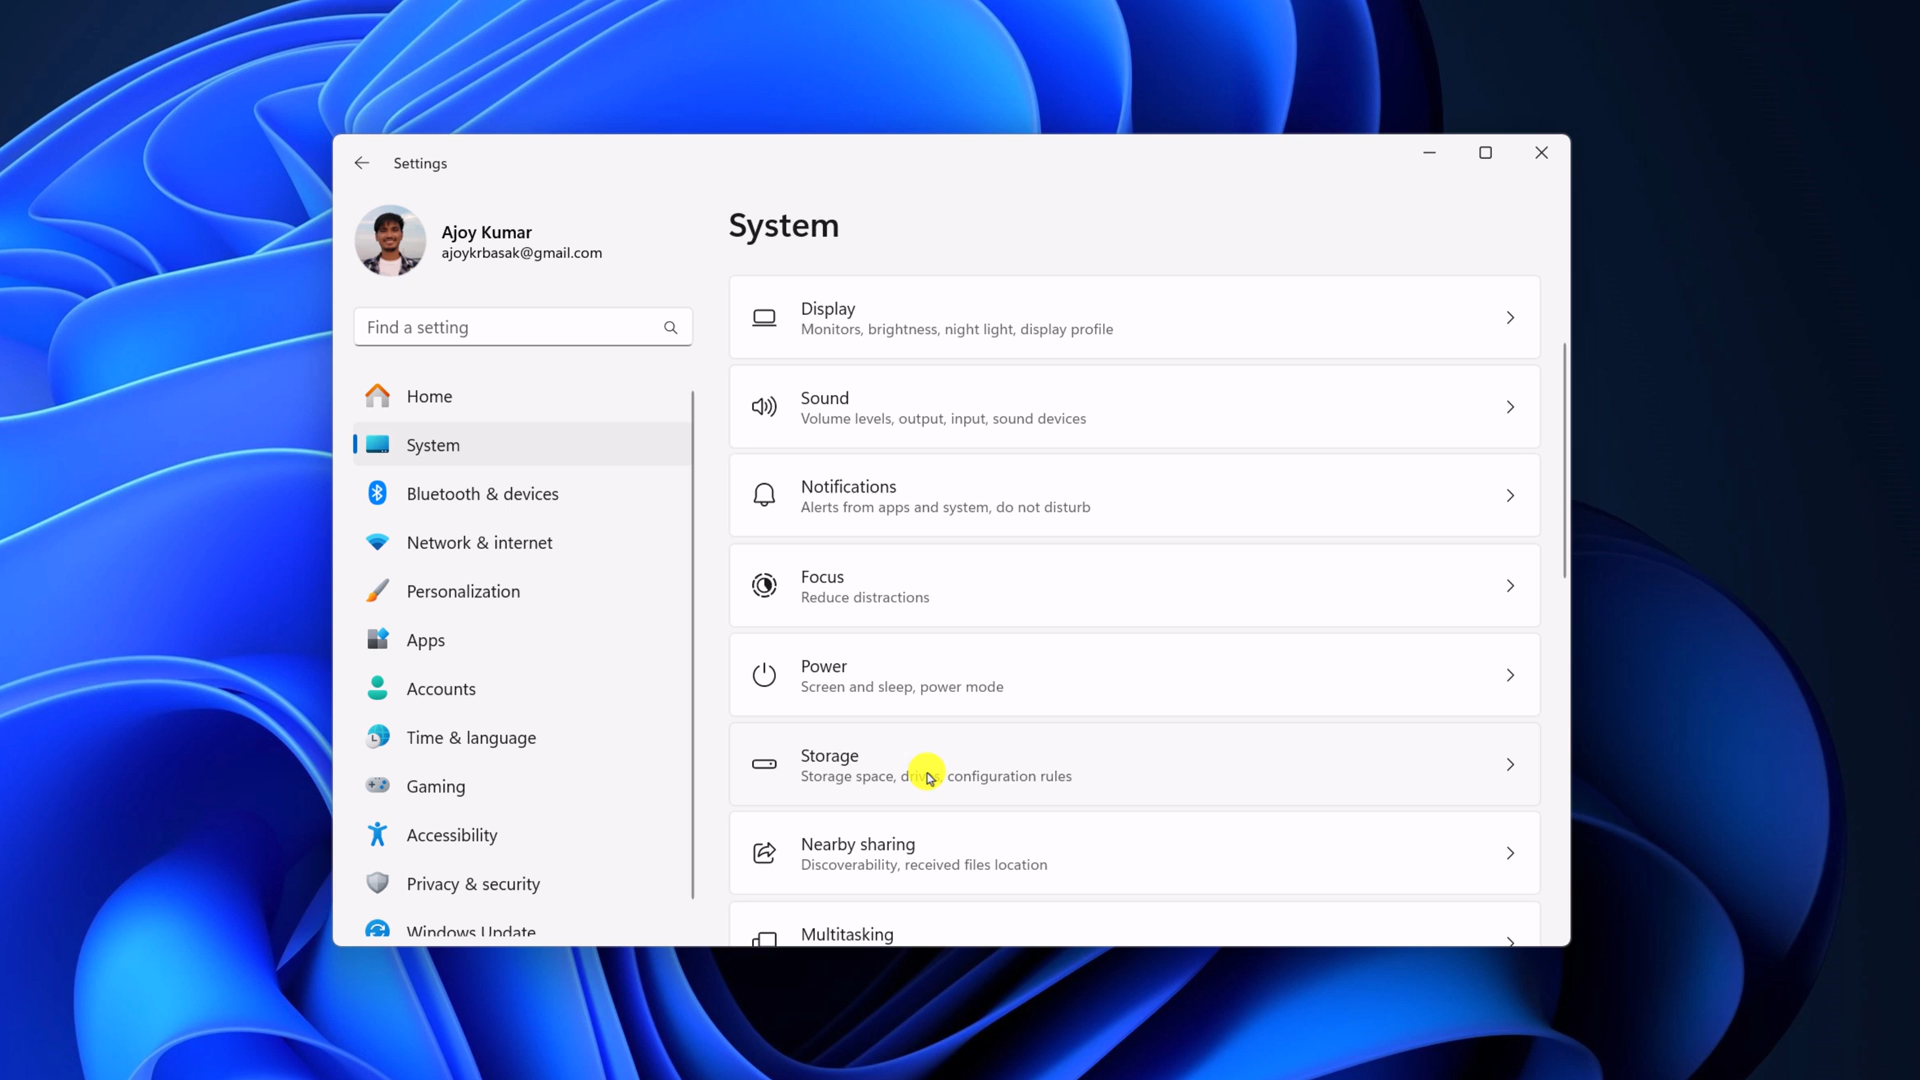 Settings
Ajoy Kumar
ajoykrbasak@gmail.com
Find a setting
Home
System
Bluetooth & devices
Network & internet
Personalization
Apps
Accounts
Time & language
Gaming
Accessibility
Privacy & security
Windows Update
System
Display
Monitors, brightness, night light, display profile
Sound
Volume levels, output, input, sound devices
Notifications
Alerts from apps and system, do not disturb
Focus
Reduce distractions
Power
Screen and sleep, power mode
Storage
Storage space, drives, configuration rules
Nearby sharing
Discoverability, received files location
Multitasking